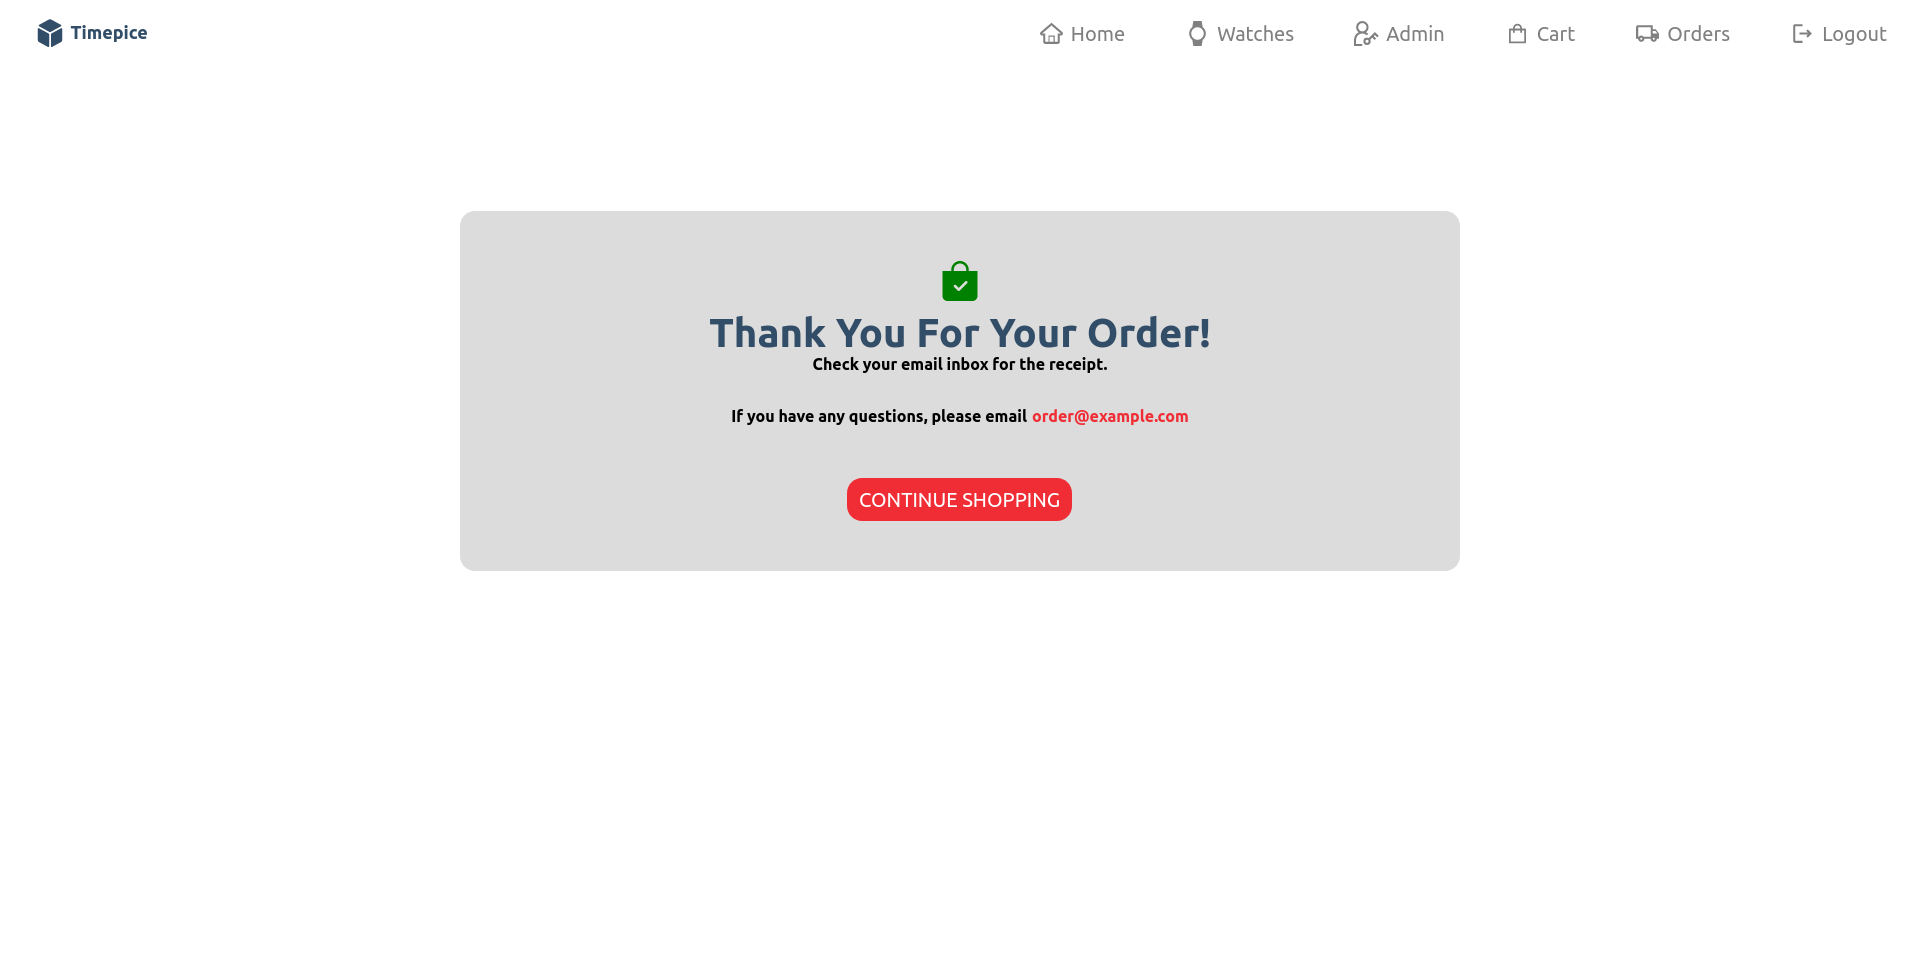 Timepice
Home
Watches
Admin
Cart
Orders
Logout
Thank You For Your Order!
Check your email inbox for the receipt.
If you have any questions, please email order@example.com
CONTINUE SHOPPING